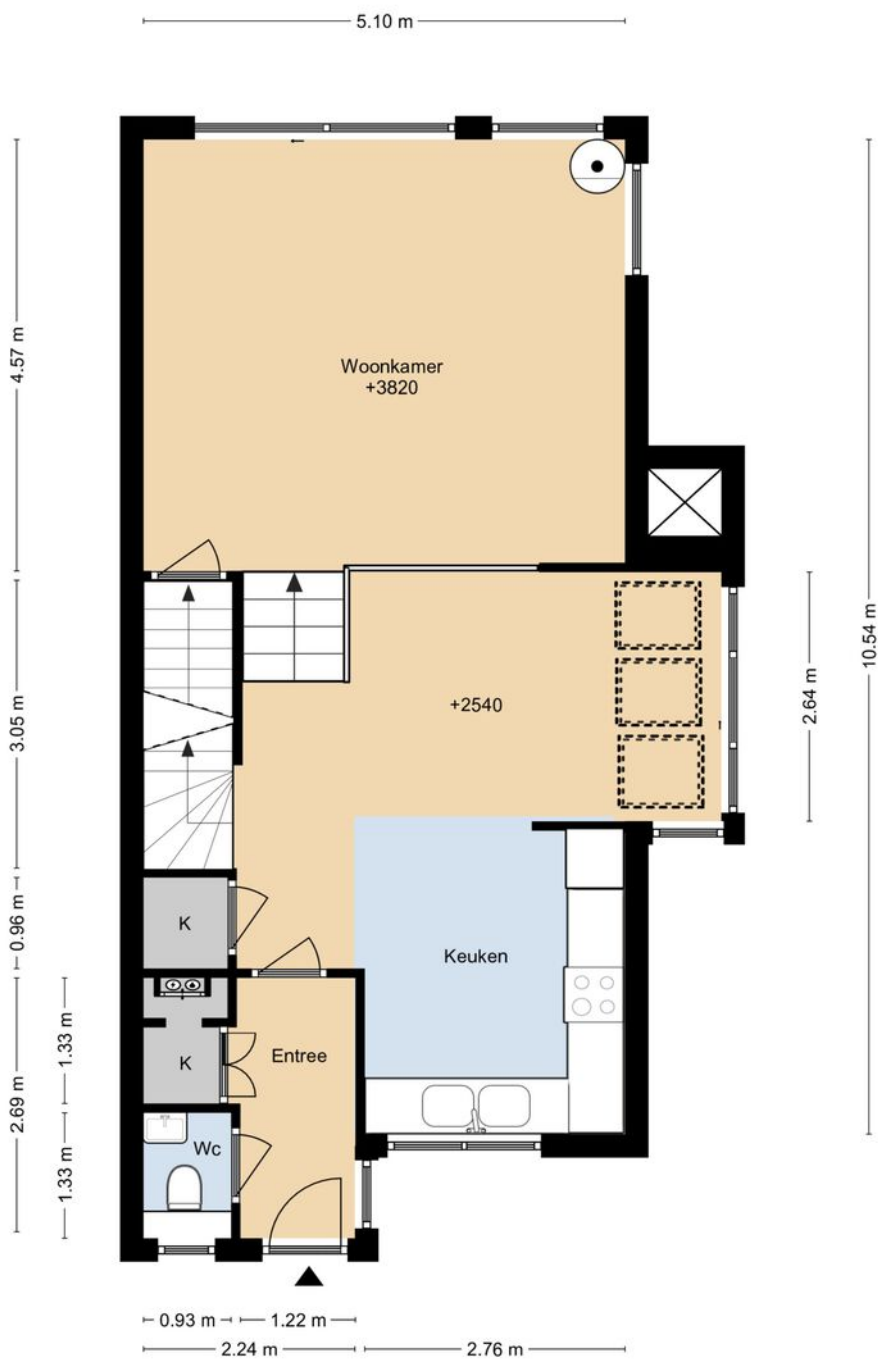 5.10 m
Woonkamer
+3820
4.57 m
10.54 m
3.05 m
+2540
2.64 m
0.96 m
K
Keuken
2.69 m
1.33 m
K
Entree
1.33 m
Wc
0.93 m
1.22 m
2.24 m
2.76 m